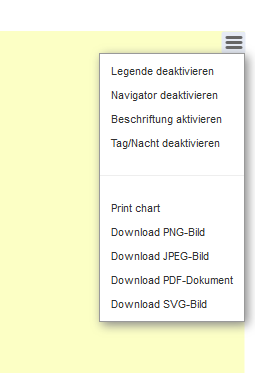 Legende deaktivieren
Navigator deaktivieren
Beschriftung aktivieren
Tag/Nacht deaktivieren
Print chart
Download PNG-Bild
Download JPEG-Bild
Download PDF-Dokument
Download SVG-Bild